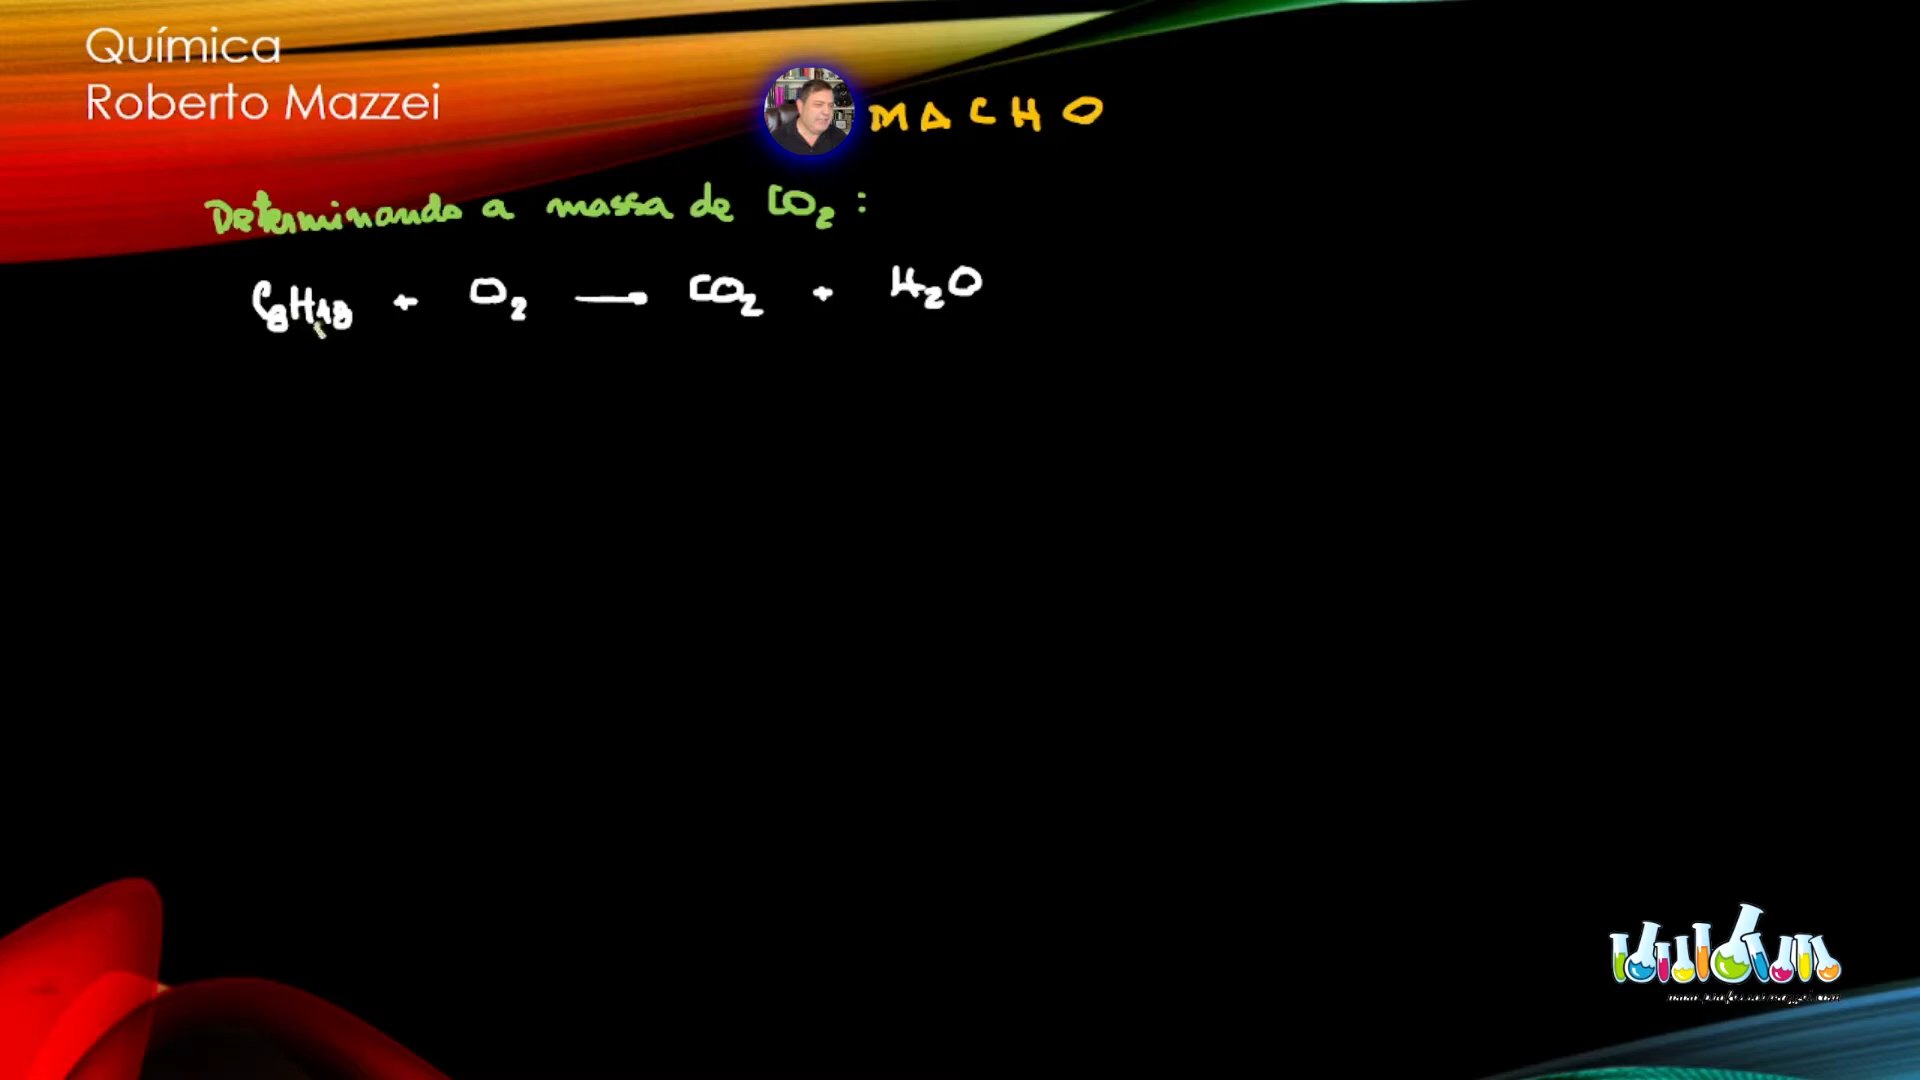 Química
Roberto Mazzei
MACHO
Determinando a massa de CO₂ :
C₈H₁₈ + O₂ → CO₂ + H₂O